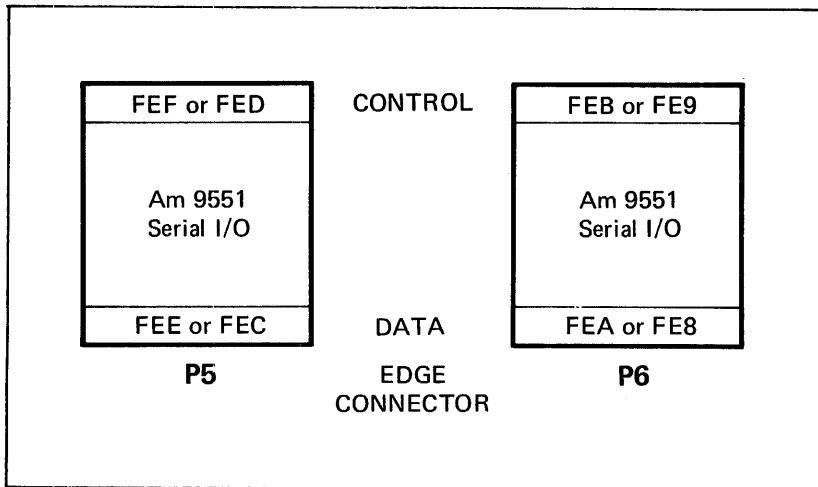 FEF or FED CONTROL FEB or FE9
Am 9551 Am 9551
Serial I/O Serial I/O
FEE or FEC DATA FEA or FE8
P5 EDGE P6
CONNECTOR